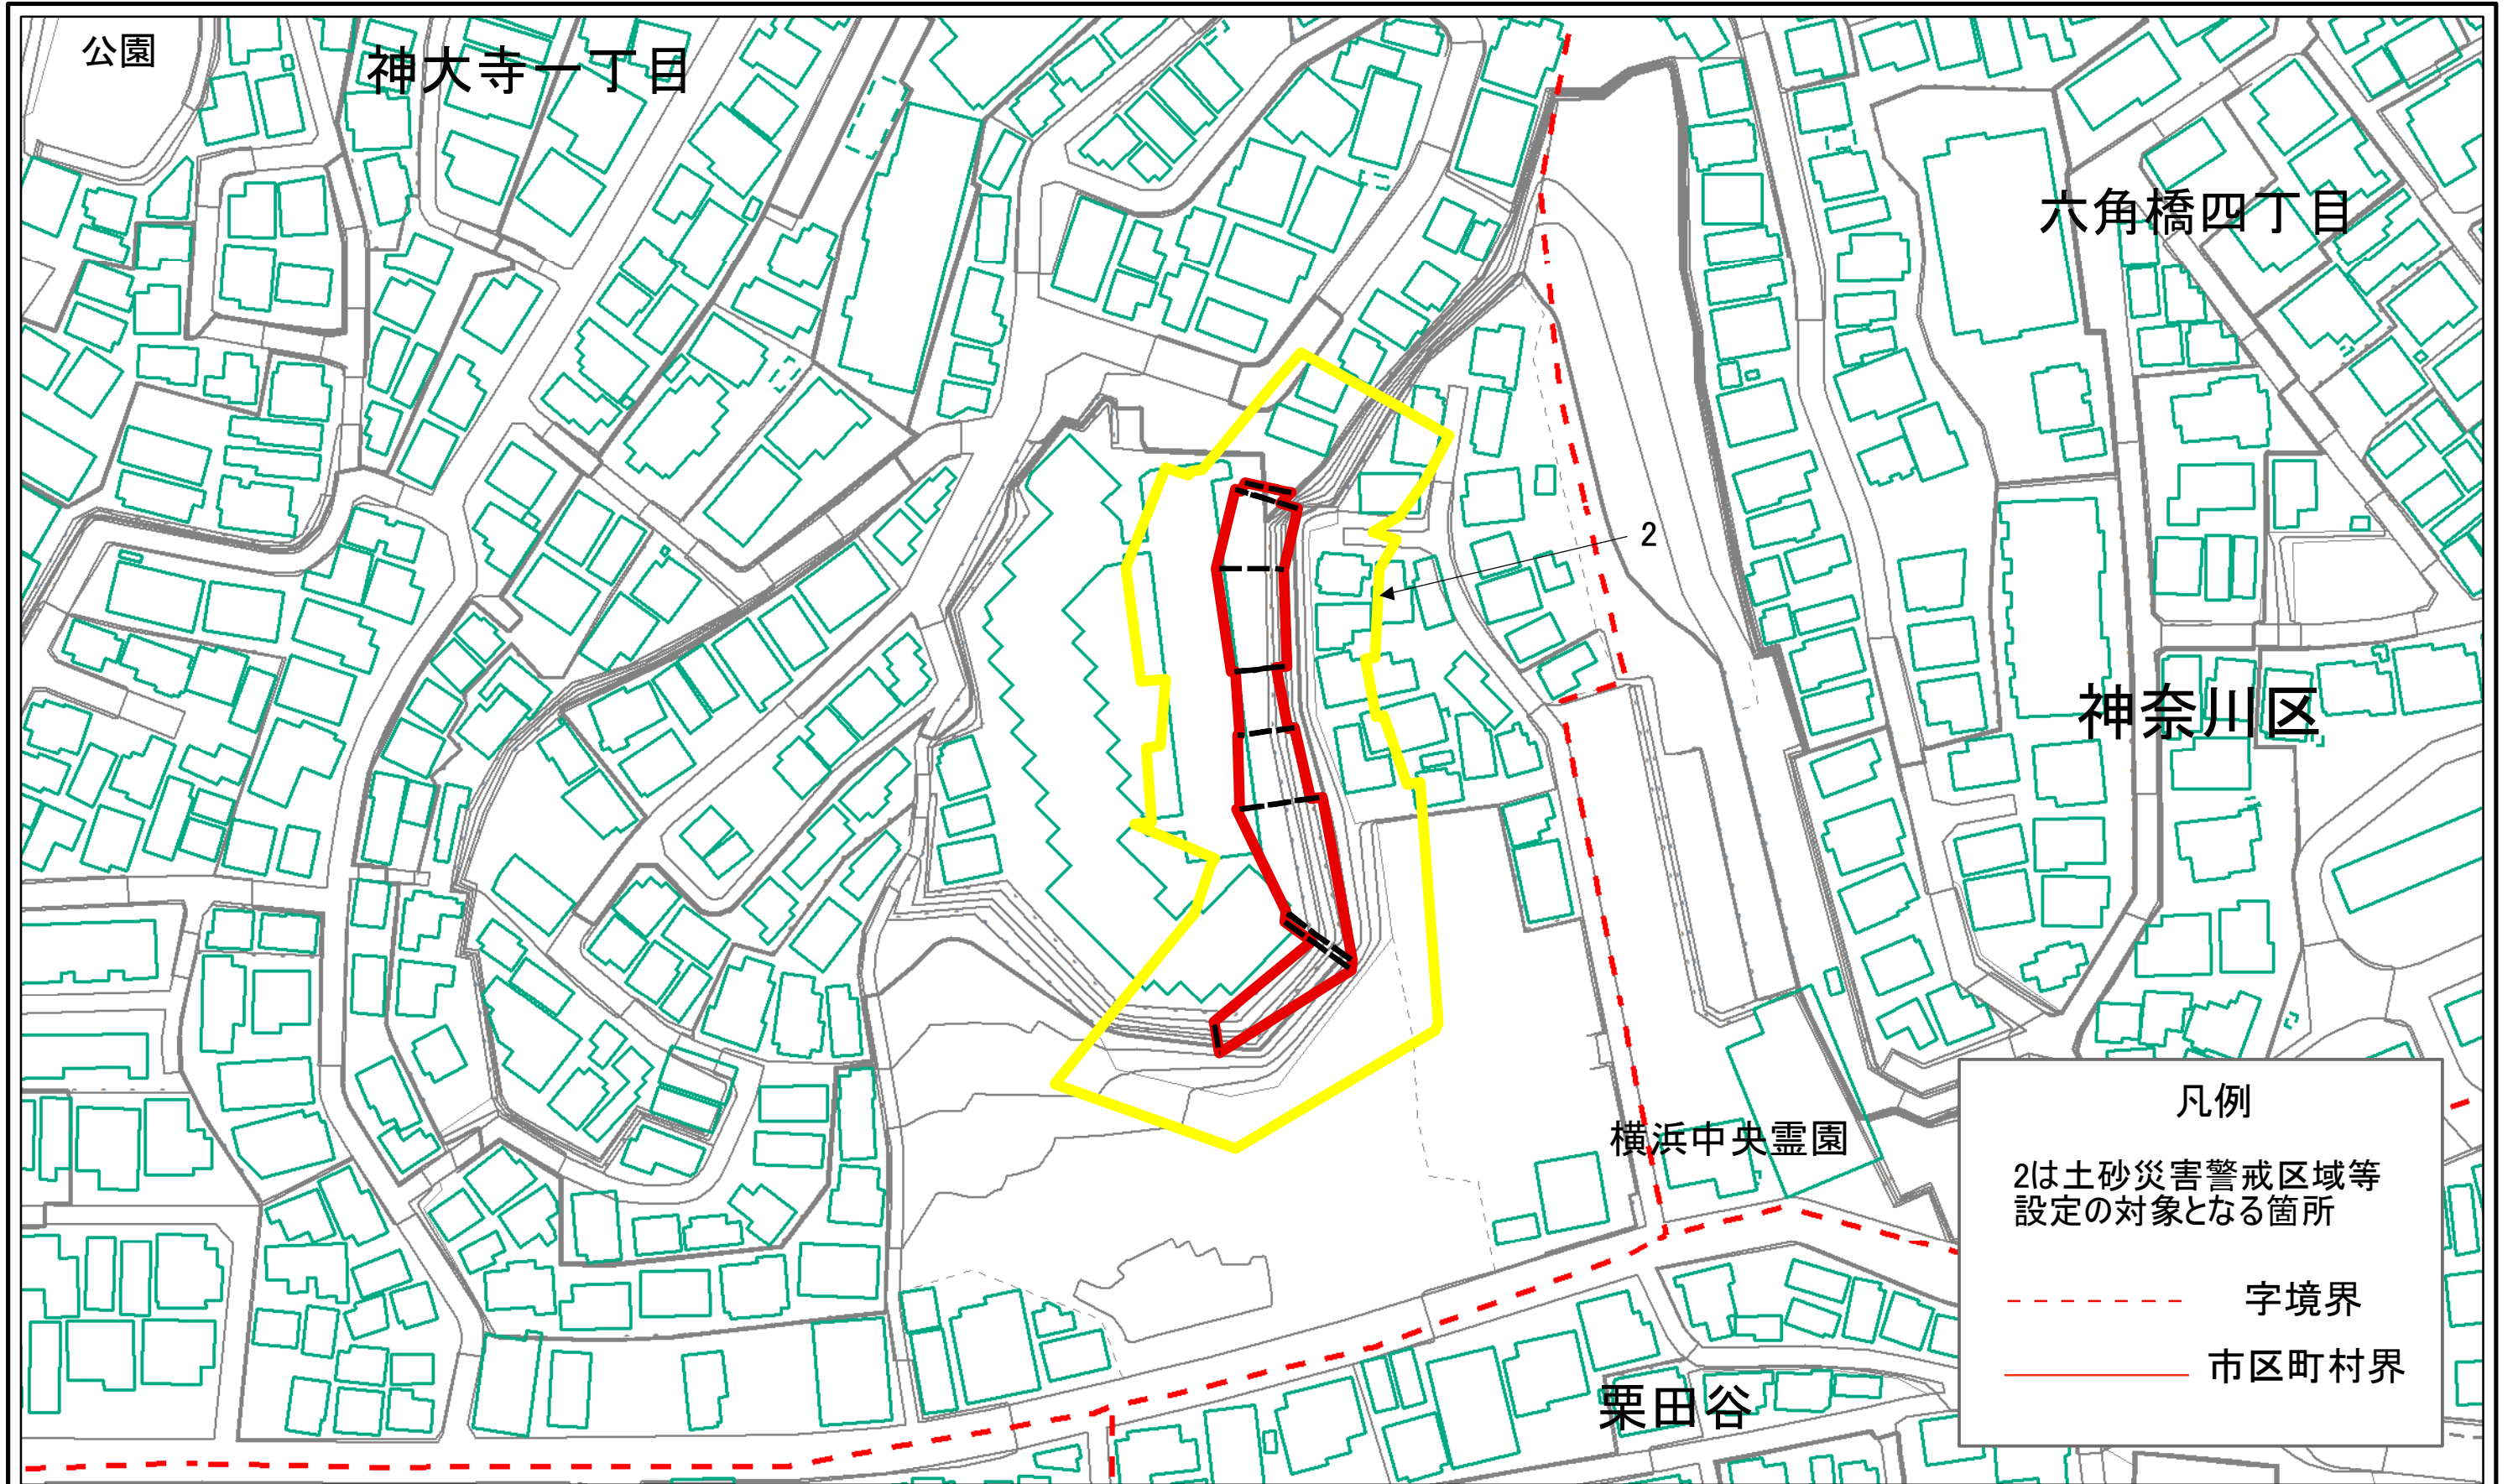 公園
神大寺一丁目
六角橋四丁目
2
神奈川区
横浜中央霊園
栗田谷
凡例
2は土砂災害警戒区域等
設定の対象となる箇所
字境界
市区町村界